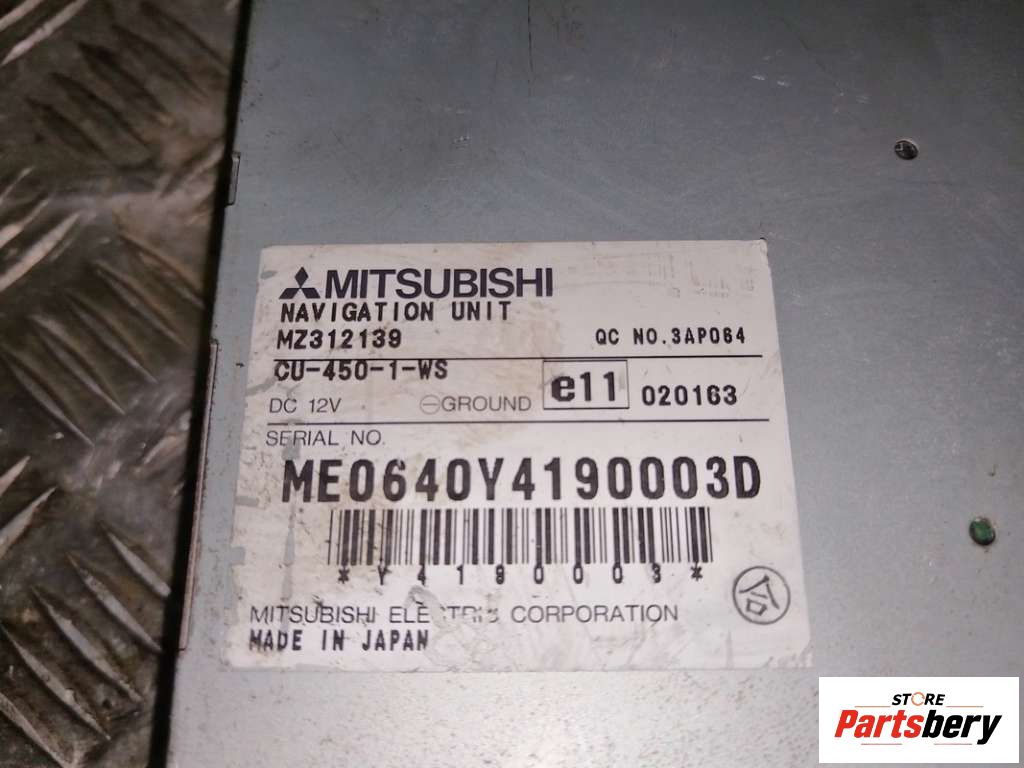 MITSUBISHI
NAVIGATION UNIT
MZ312139 QC NO.3AP064
CU-450-1-WS
DC 12V ⊖GROUND e11 020163
SERIAL NO.
ME0640Y4190003D
*Y4190003*
合
MITSUBISHI ELECTRIC CORPORATION
MADE IN JAPAN
STORE
Partsbery